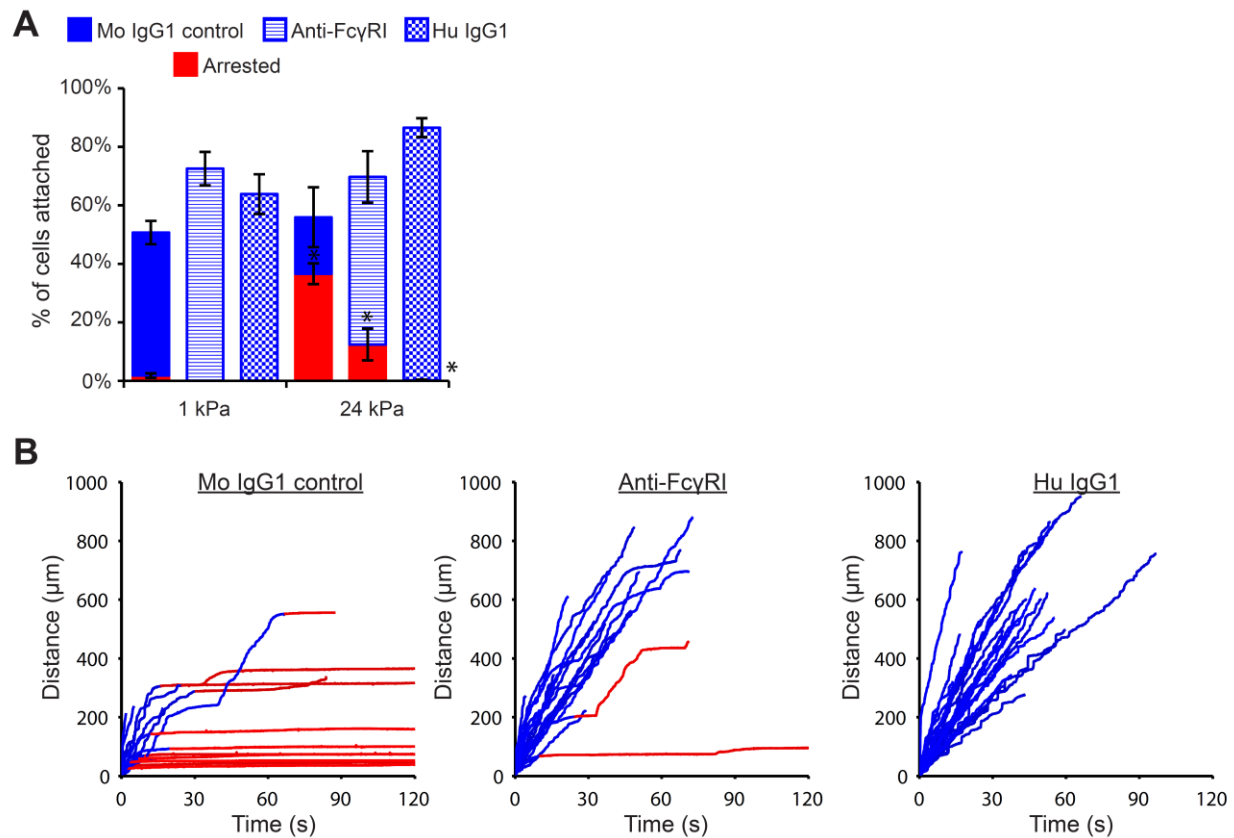 A
Mo IgG1 control Anti-FcγRI Hu IgG1
Arrested
% of cells attached
100%
80%
60%
40%
20%
0%
* * *
1 kPa 24 kPa
B
Mo IgG1 control Anti-FcγRI Hu IgG1
Distance (µm) Distance (µm) Distance (µm)
1000 1000 1000
800 800 800
600 600 600
400 400 400
200 200 200
0 0 0
0 30 60 90 120 0 30 60 90 120 0 30 60 90 120
Time (s) Time (s) Time (s)